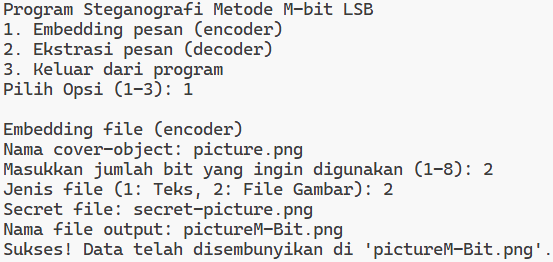 Program Steganografi Metode M-bit LSB
1. Embedding pesan (encoder)
2. Ekstrasi pesan (decoder)
3. Keluar dari program
Pilih Opsi (1-3): 1
Embedding file (encoder)
Nama cover-object: picture.png
Masukkan jumlah bit yang ingin digunakan (1-8): 2
Jenis file (1: Teks, 2: File Gambar): 2
Secret file: secret-picture.png
Nama file output: pictureM-Bit.png
Sukses! Data telah disembunyikan di 'pictureM-Bit.png'.